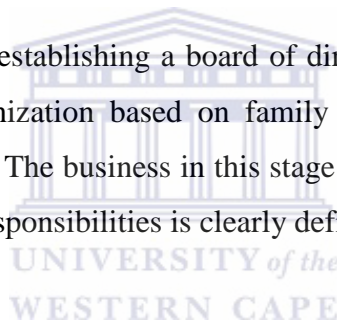 establishing a board of dir
nization based on family
The business in this stage
sponsibilities is clearly def
UNIVERSITY of the
WESTERN CAPE